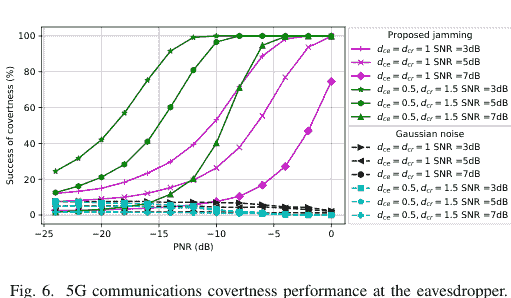 Success of covertness (%)
100
80
60
40
20
0
−25
−20
−15
−10
−5
0
PNR (dB)
Proposed jamming
d_ce = d_cr = 1 SNR =3dB
d_ce = d_cr = 1 SNR =5dB
d_ce = d_cr = 1 SNR =7dB
d_ce = 0.5, d_cr = 1.5 SNR =3dB
d_ce = 0.5, d_cr = 1.5 SNR =5dB
d_ce = 0.5, d_cr = 1.5 SNR =7dB
Gaussian noise
d_ce = d_cr = 1 SNR =3dB
d_ce = d_cr = 1 SNR =5dB
d_ce = d_cr = 1 SNR =7dB
d_ce = 0.5, d_cr = 1.5 SNR =3dB
d_ce = 0.5, d_cr = 1.5 SNR =5dB
d_ce = 0.5, d_cr = 1.5 SNR =7dB
Fig. 6. 5G communications covertness performance at the eavesdropper.